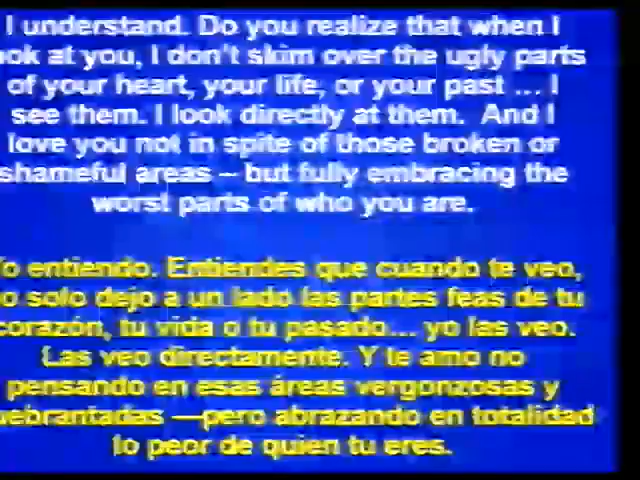 I understand. Do you realize that when I
ook at you, I don't skim over the ugly parts
of your heart, your life, or your past ... I
see them. I look directly at them. And I
love you not in spite of those broken or
shameful areas – but fully embracing the
worst parts of who you are.
Yo entiendo. Entiendes que cuando te veo,
o solo dejo a un lado las partes feas de tu
corazón, tu vida o tu pasado... yo las veo.
Las veo directamente. Y te amo no
pensando en esas áreas vergonzosas y
uebrantadas —pero abrazando en totalidad
lo peor de quien tu eres.